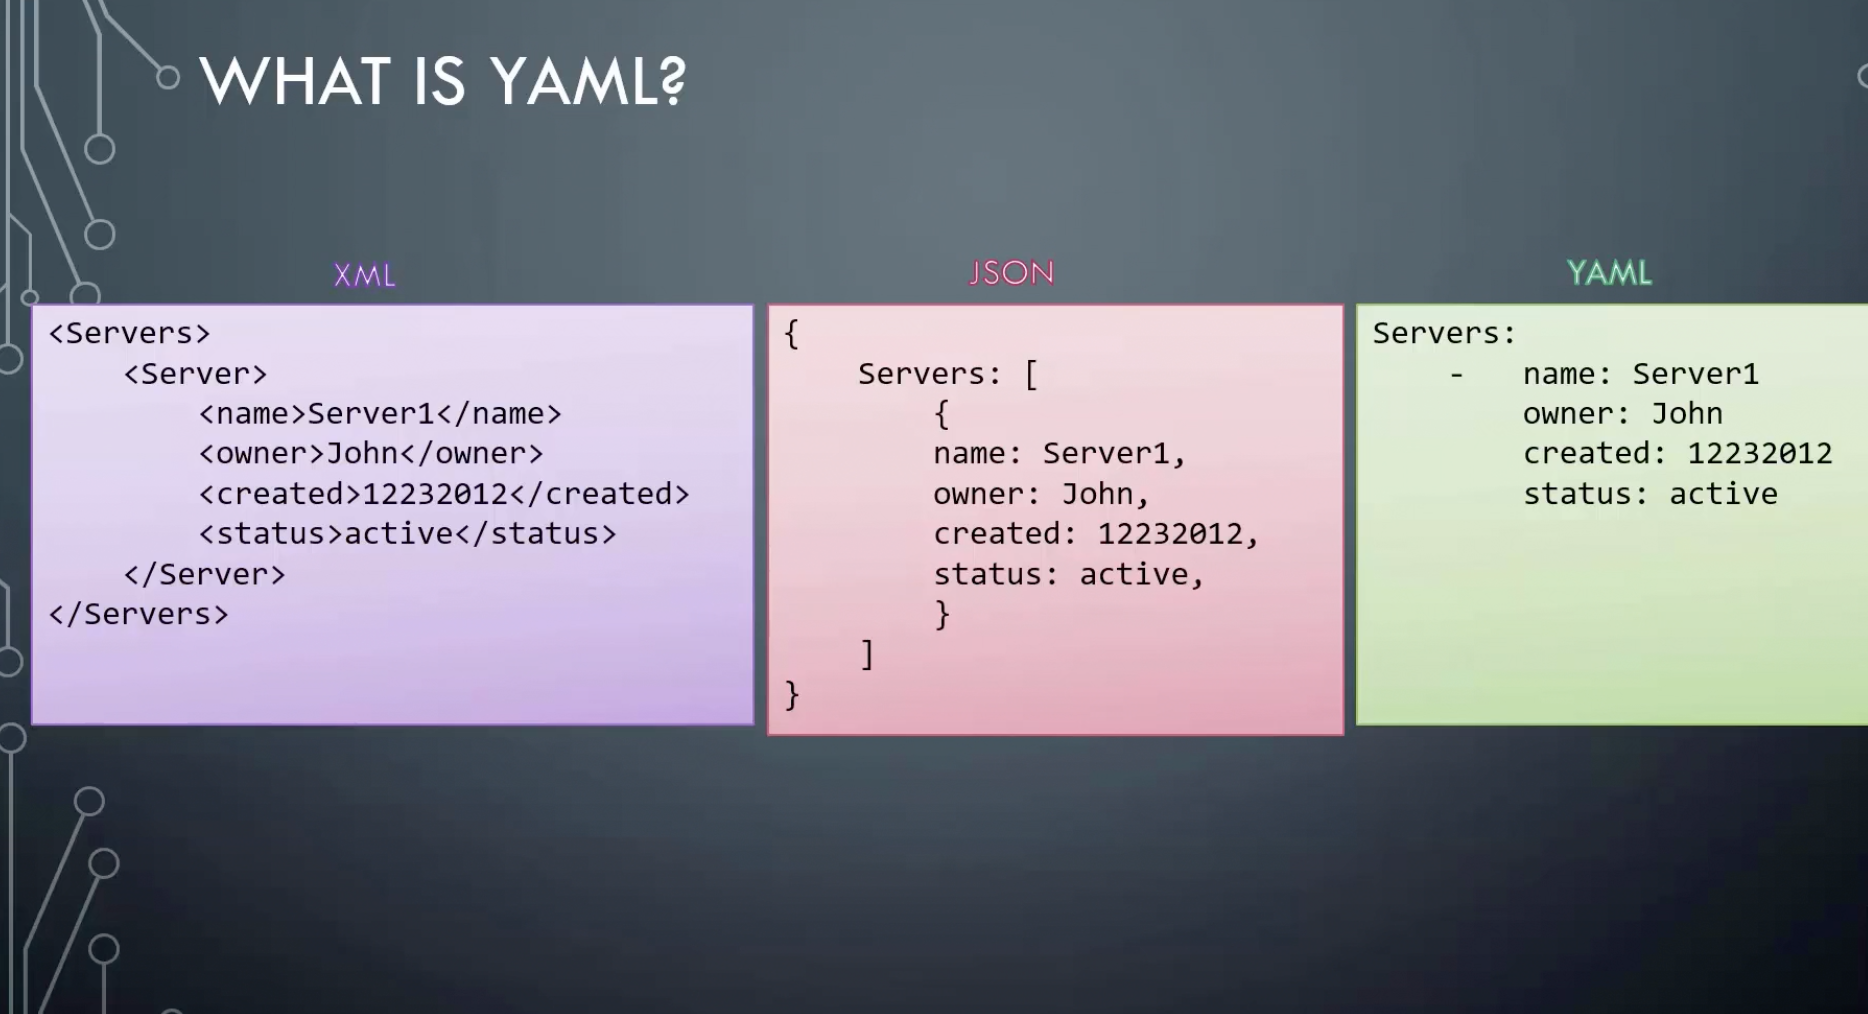 WHAT IS YAML?
XML
<Servers>
<Server>
<name>Server1</name>
<owner>John</owner>
<created>12232012</created>
<status>active</status>
</Server>
</Servers>
JSON
{
Servers: [
{
name: Server1,
owner: John,
created: 12232012,
status: active,
}
]
}
YAML
Servers:
- name: Server1
owner: John
created: 12232012
status: active